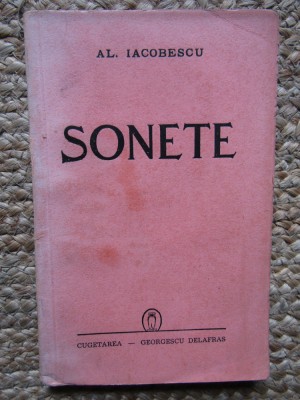 AL. IACOBESCU
SONETE
CUGETAREA — GEORGESCU DELAFRAS